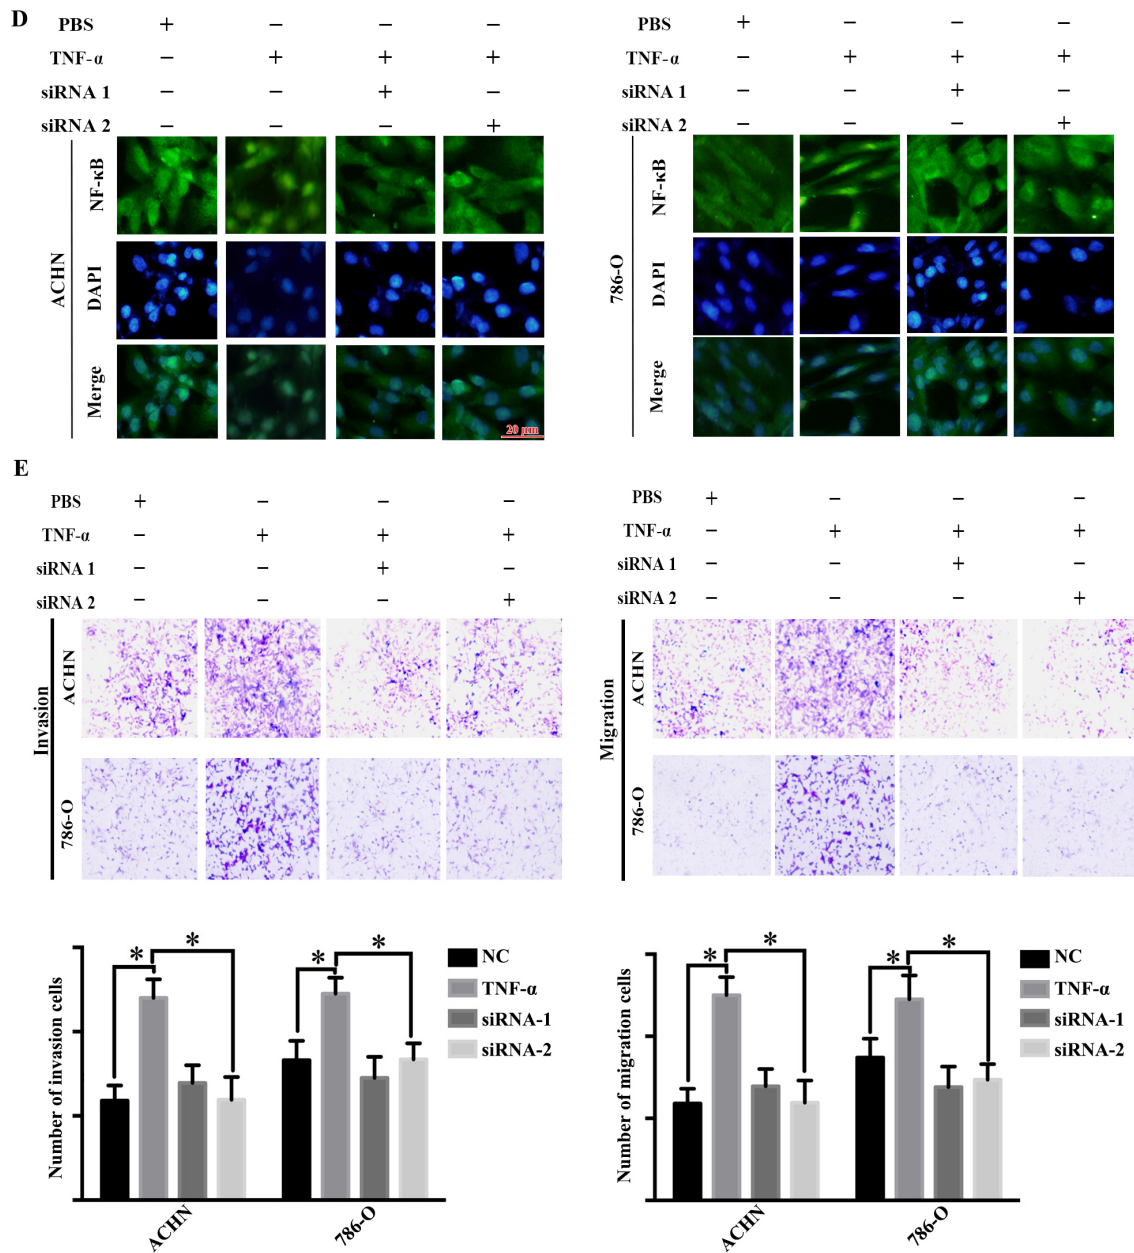 D
PBS + − − −
TNF-α − + + +
siRNA 1 − − + −
siRNA 2 − − − +
ACHN
NF-κB
DAPI
Merge
20 μm
PBS + − − −
TNF-α − + + +
siRNA 1 − − + −
siRNA 2 − − − +
786-O
NF-κB
DAPI
Merge
E
PBS + − − −
TNF-α − + + +
siRNA 1 − − + −
siRNA 2 − − − +
Invasion
ACHN
786-O
PBS + − − −
TNF-α − + + +
siRNA 1 − − + −
siRNA 2 − − − +
Migration
ACHN
786-O
Number of invasion cells
* * * *
NC
TNF-α
siRNA-1
siRNA-2
ACHN 786-O
Number of migration cells
* * * *
NC
TNF-α
siRNA-1
siRNA-2
ACHN 786-O